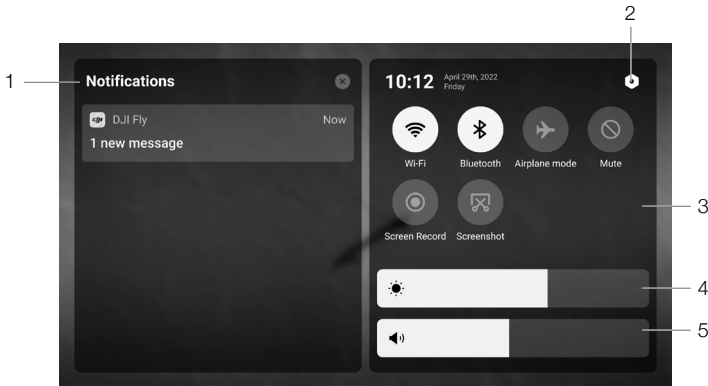 2
1
Notifications
dji DJI Fly Now
1 new message
10:12
April 29th, 2022
Friday
Wi-Fi Bluetooth Airplane mode Mute
Screen Record Screenshot
3
4
5